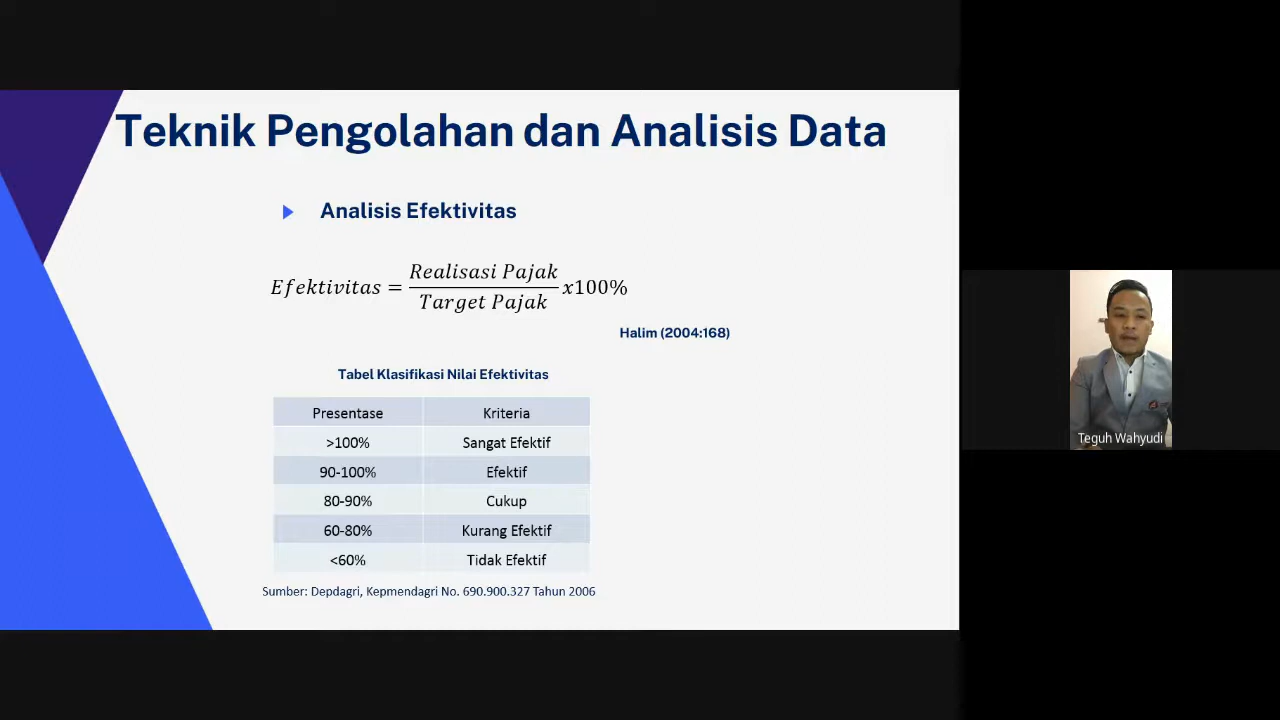 Teknik Pengolahan dan Analisis Data
Analisis Efektivitas
Efektivitas = Realisasi Pajak / Target Pajak x100%
Halim (2004:168)
Tabel Klasifikasi Nilai Efektivitas
Presentase Kriteria
>100% Sangat Efektif
90-100% Efektif
80-90% Cukup
60-80% Kurang Efektif
<60% Tidak Efektif
Sumber: Depdagri, Kepmendagri No. 690.900.327 Tahun 2006
Teguh Wahyudi